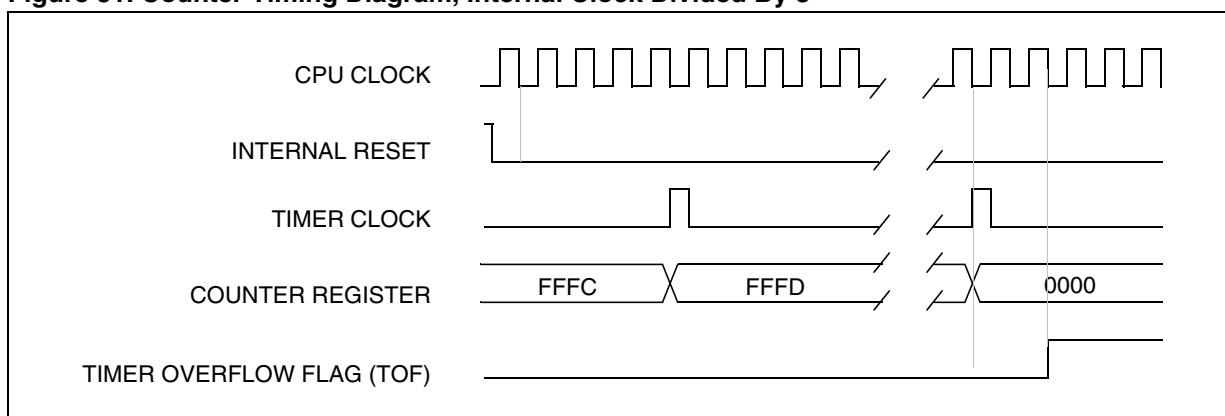 CPU CLOCK
INTERNAL RESET
TIMER CLOCK
COUNTER REGISTER FFFC FFFD 0000
TIMER OVERFLOW FLAG (TOF)